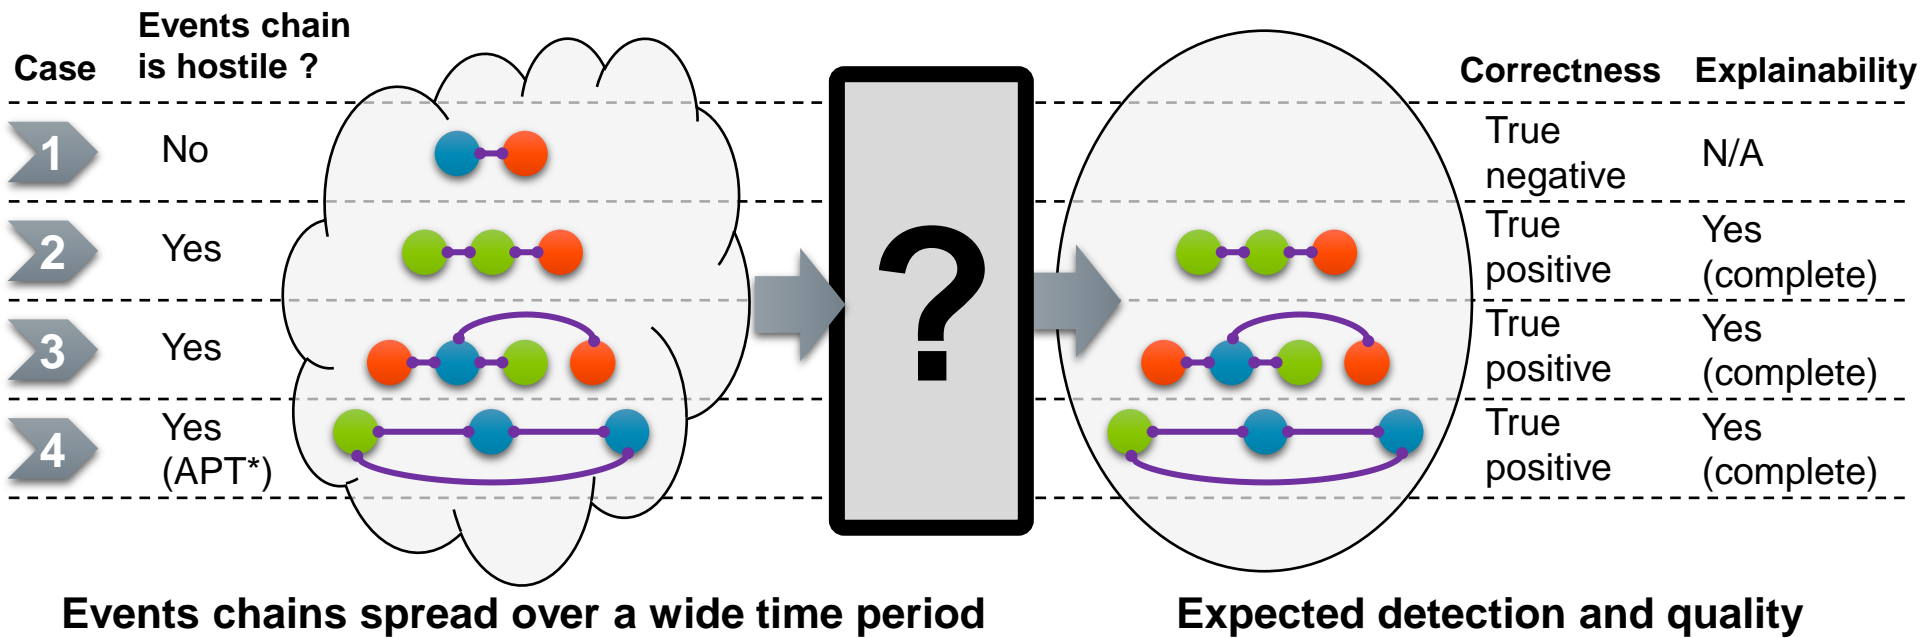 Events chain
is hostile ?
Case
Correctness
Explainability
1
No
True
negative
N/A
2
Yes
True
positive
Yes
(complete)
3
Yes
True
positive
Yes
(complete)
4
Yes
(APT*)
True
positive
Yes
(complete)
?
Events chains spread over a wide time period
Expected detection and quality